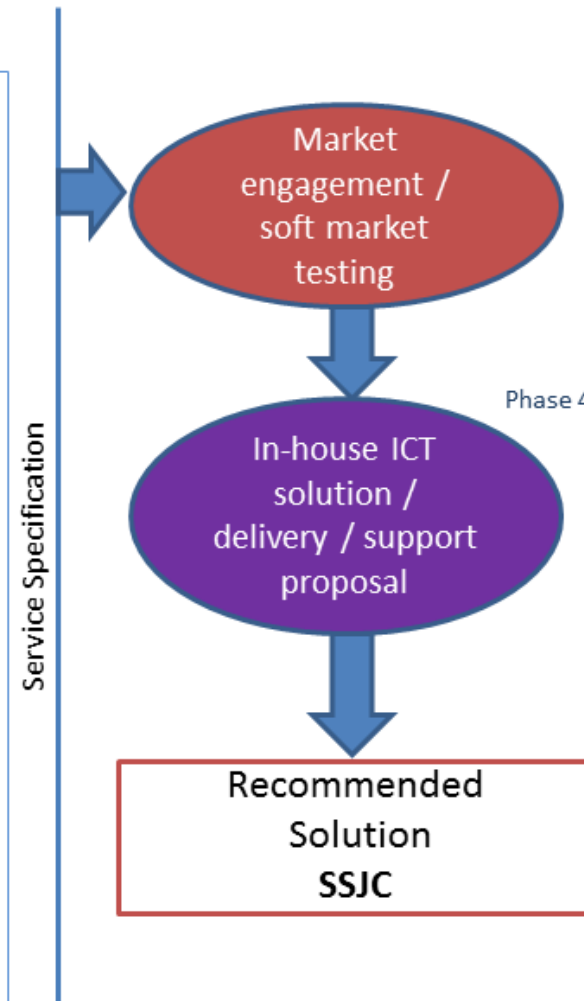 Service Specification
Market
engagement /
soft market
testing
Phase 4
In-house ICT
solution /
delivery / support
proposal
Recommended
Solution
SSJC